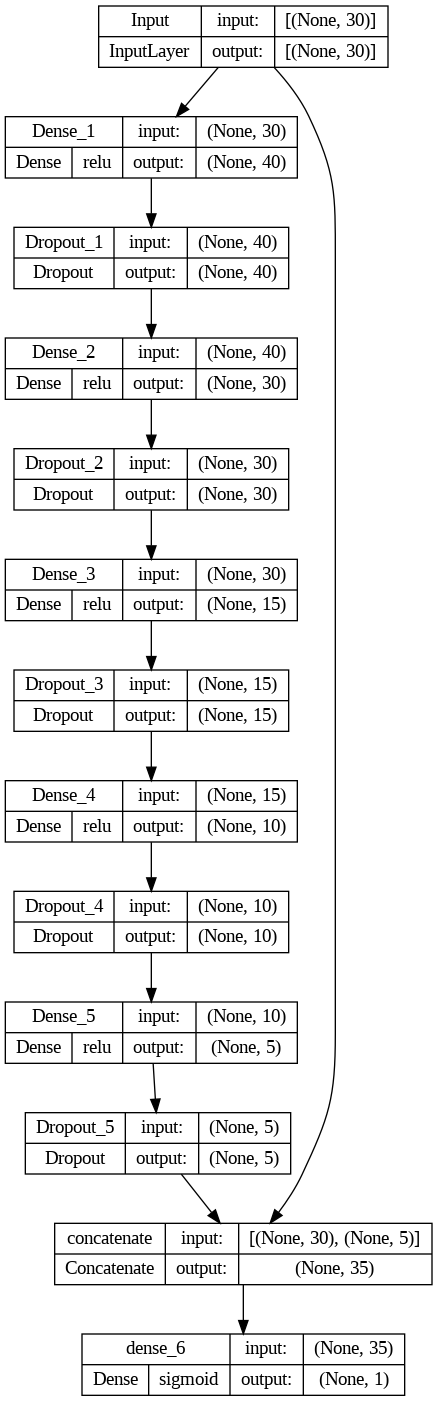 Input input: [(None, 30)]
InputLayer output: [(None, 30)]
Dense_1 input: (None, 30)
Dense relu output: (None, 40)
Dropout_1 input: (None, 40)
Dropout output: (None, 40)
Dense_2 input: (None, 40)
Dense relu output: (None, 30)
Dropout_2 input: (None, 30)
Dropout output: (None, 30)
Dense_3 input: (None, 30)
Dense relu output: (None, 15)
Dropout_3 input: (None, 15)
Dropout output: (None, 15)
Dense_4 input: (None, 15)
Dense relu output: (None, 10)
Dropout_4 input: (None, 10)
Dropout output: (None, 10)
Dense_5 input: (None, 10)
Dense relu output: (None, 5)
Dropout_5 input: (None, 5)
Dropout output: (None, 5)
concatenate input: [(None, 30), (None, 5)]
Concatenate output: (None, 35)
dense_6 input: (None, 35)
Dense sigmoid output: (None, 1)